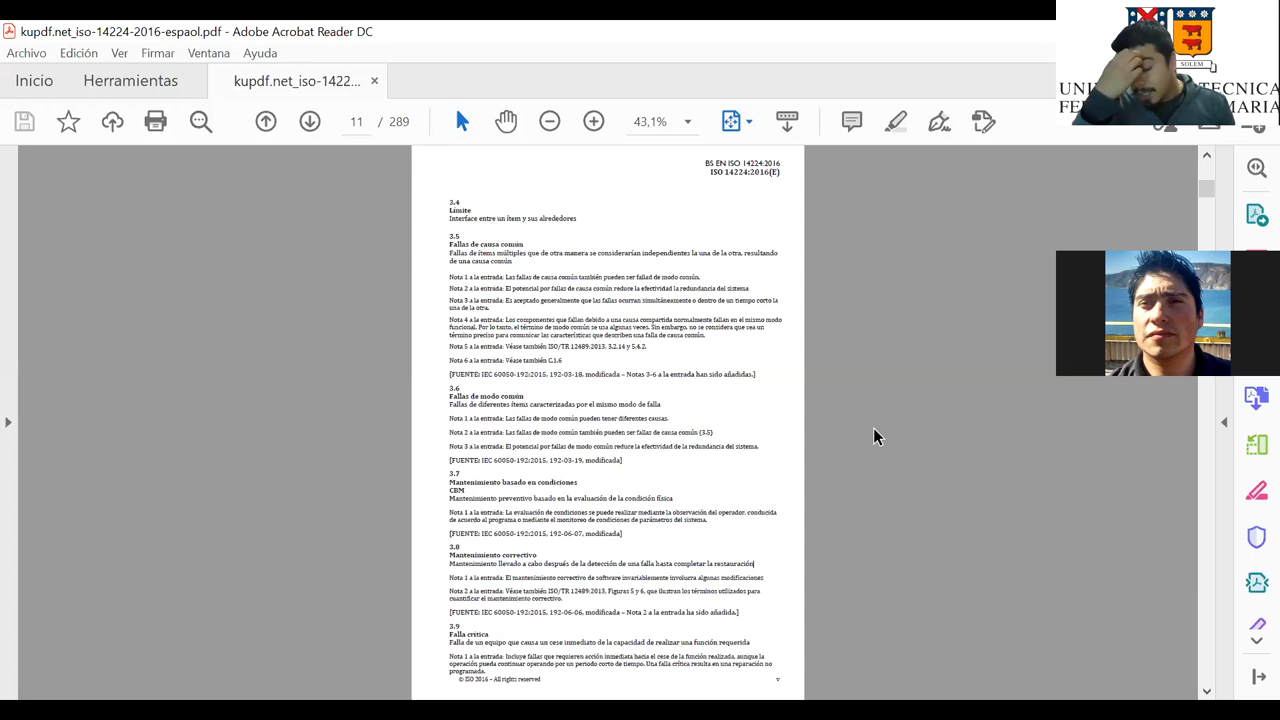 kupdf.net_iso-14224-2016-espaol.pdf - Adobe Acrobat Reader DC
Archivo Edición Ver Firmar Ventana Ayuda
Inicio Herramientas kupdf.net_iso-1422... ×
11 / 289 43,1%
SOLEM
BS EN ISO 14224:2016
ISO 14224:2016(E)
3.4
Límite
Interface entre un ítem y sus alrededores
3.5
Fallas de causa común
Fallas de ítems múltiples que de otra manera se considerarían independientes la una de la otra, resultando
de una causa común
Nota 1 a la entrada: Las fallas de causa común también pueden ser fallad de modo común.
Nota 2 a la entrada: El potencial por fallas de causa común reduce la efectividad la redundancia del sistema
Nota 3 a la entrada: Es aceptado generalmente que las fallas ocurran simultáneamente o dentro de un tiempo corto la
una de la otra.
Nota 4 a la entrada: Los componentes que fallan debido a una causa compartida normalmente fallan en el mismo modo
funcional. Por lo tanto, el término de modo común se usa algunas veces. Sin embargo, no se considera que sea un
término preciso para comunicar las características que describen una falla de causa común.
Nota 5 a la entrada: Véase también ISO/TR 12489:2013, 3.2.14 y 5.4.2.
Nota 6 a la entrada: Véase también C.1.6
[FUENTE: IEC 60050-192:2015, 192-03-18, modificada – Notas 3-6 a la entrada han sido añadidas.]
3.6
Fallas de modo común
Fallas de diferentes ítems caracterizadas por el mismo modo de falla
Nota 1 a la entrada: Las fallas de modo común pueden tener diferentes causas.
Nota 2 a la entrada: Las fallas de modo común también pueden ser fallas de causa común (3.5)
Nota 3 a la entrada: El potencial por fallas de modo común reduce la efectividad de la redundancia del sistema.
[FUENTE: IEC 60050-192:2015, 192-03-19, modificada]
3.7
Mantenimiento basado en condiciones
CBM
Mantenimiento preventivo basado en la evaluación de la condición física
Nota 1 a la entrada: La evaluación de condiciones se puede realizar mediante la observación del operador, conducida
de acuerdo al programa o mediante el monitoreo de condiciones de parámetros del sistema.
[FUENTE: IEC 60050-192:2015, 192-06-07, modificada]
3.8
Mantenimiento correctivo
Mantenimiento llevado a cabo después de la detección de una falla hasta completar la restauración
Nota 1 a la entrada: El mantenimiento correctivo de software invariablemente involucra algunas modificaciones
Nota 2 a la entrada: Véase también ISO/TR 12489:2013, Figuras 5 y 6, que ilustran los términos utilizados para
cuantificar el mantenimiento correctivo.
[FUENTE: IEC 60050-192:2015, 192-06-06, modificada – Nota 2 a la entrada ha sido añadida.]
3.9
Falla crítica
Falla de un equipo que causa un cese inmediato de la capacidad de realizar una función requerida
Nota 1 a la entrada: Incluye fallas que requieren acción inmediata hacia el cese de la función realizada, aunque la
operación pueda continuar operando por un periodo corto de tiempo. Una falla crítica resulta en una reparación no
programada.
© ISO 2016 – All rights reserved v